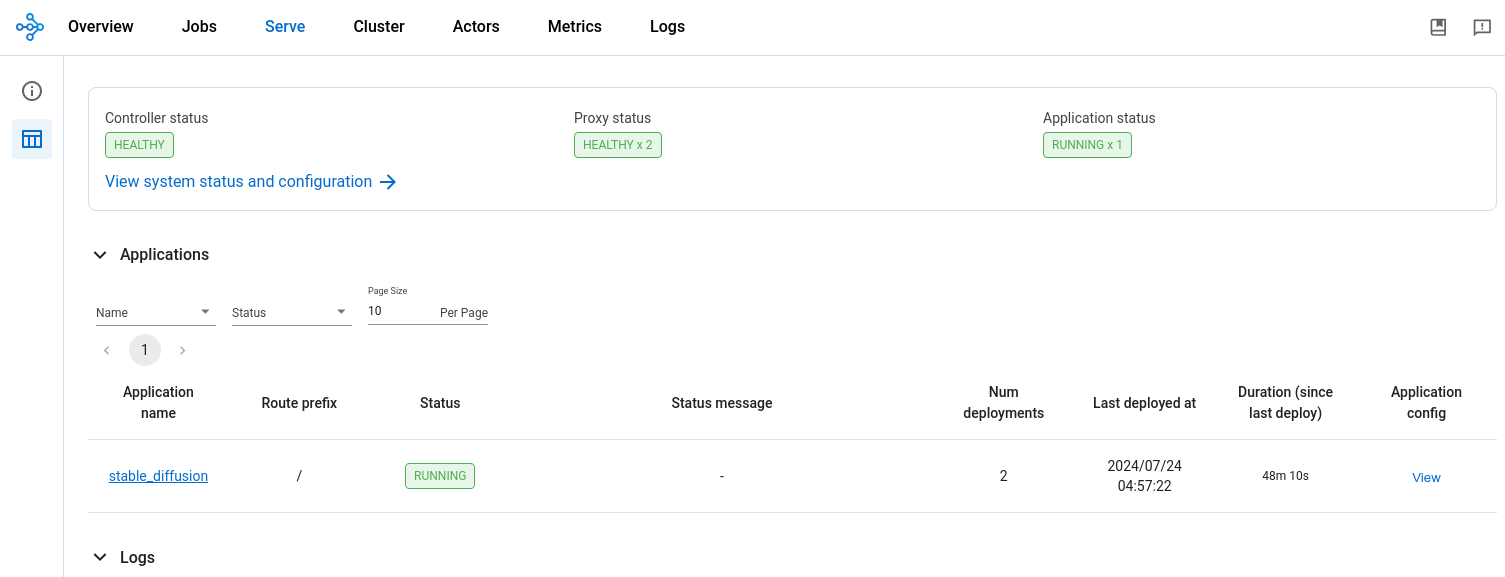 Overview Jobs Serve Cluster Actors Metrics Logs
Controller status Proxy status Application status
HEALTHY HEALTHY x 2 RUNNING x 1
View system status and configuration
Applications
Page Size
Name Status 10 Per Page
1
Application name Route prefix Status Status message Num deployments Last deployed at Duration (since last deploy) Application config
stable_diffusion / RUNNING - 2 2024/07/24 04:57:22 48m 10s View
Logs